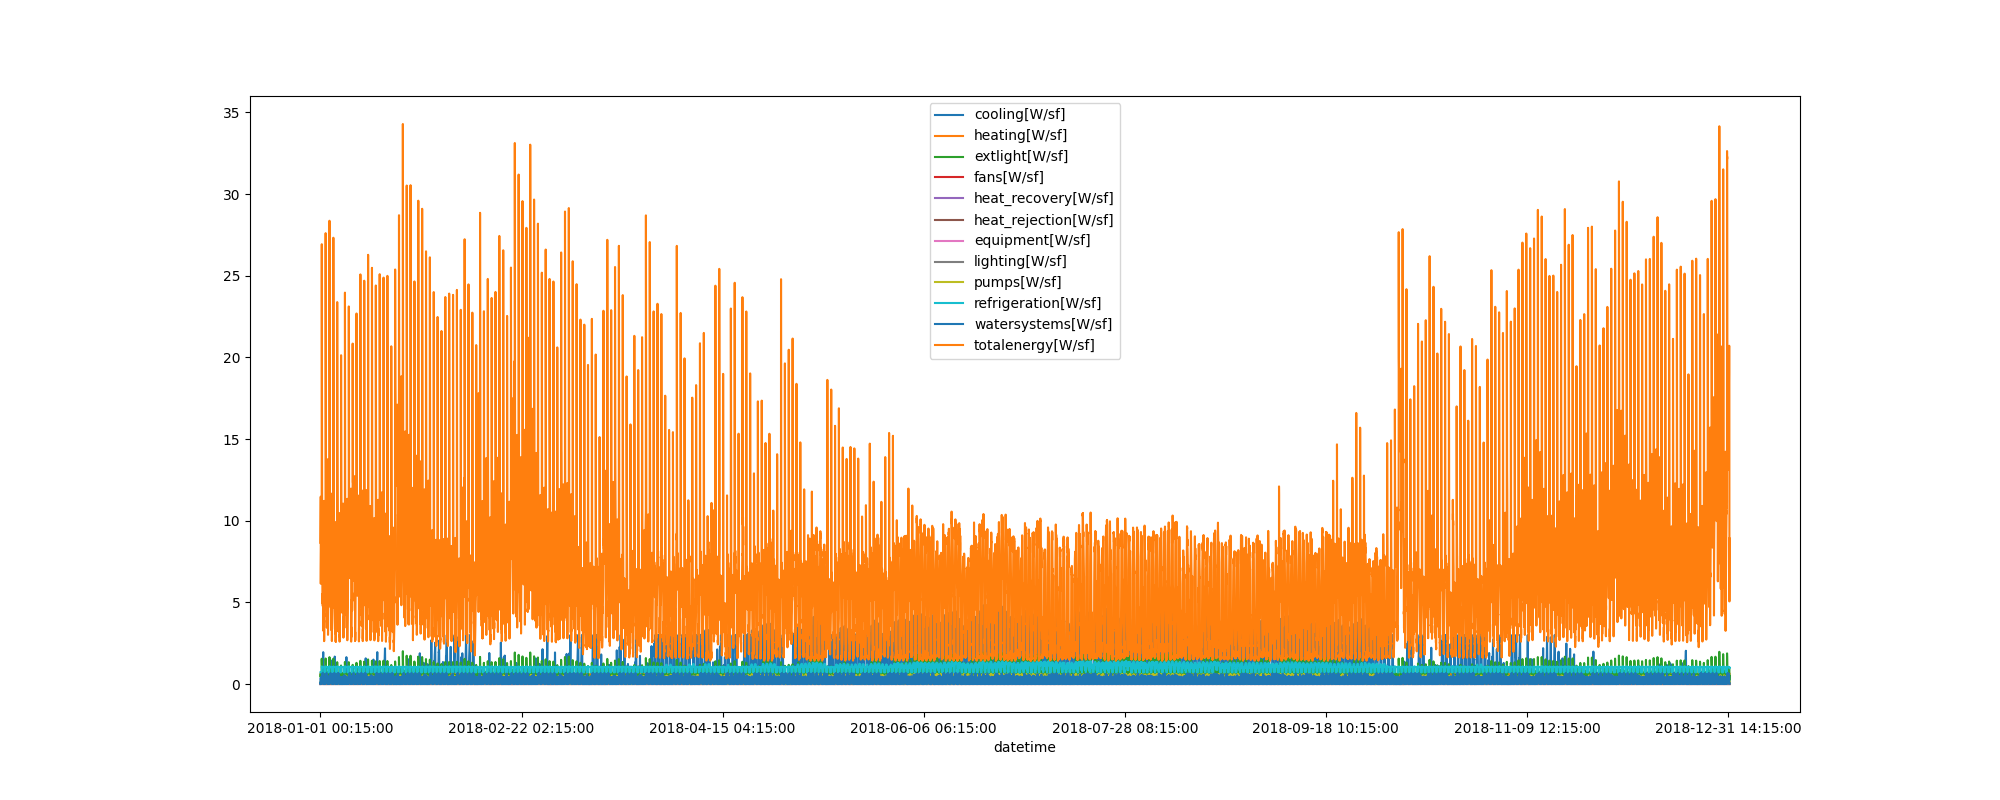 35
30
25
20
15
10
5
0
cooling[W/sf]
heating[W/sf]
extlight[W/sf]
fans[W/sf]
heat_recovery[W/sf]
heat_rejection[W/sf]
equipment[W/sf]
lighting[W/sf]
pumps[W/sf]
refrigeration[W/sf]
watersystems[W/sf]
totalenergy[W/sf]
2018-01-01 00:15:00 2018-02-22 02:15:00 2018-04-15 04:15:00 2018-06-06 06:15:00 2018-07-28 08:15:00 2018-09-18 10:15:00 2018-11-09 12:15:00 2018-12-31 14:15:00
datetime